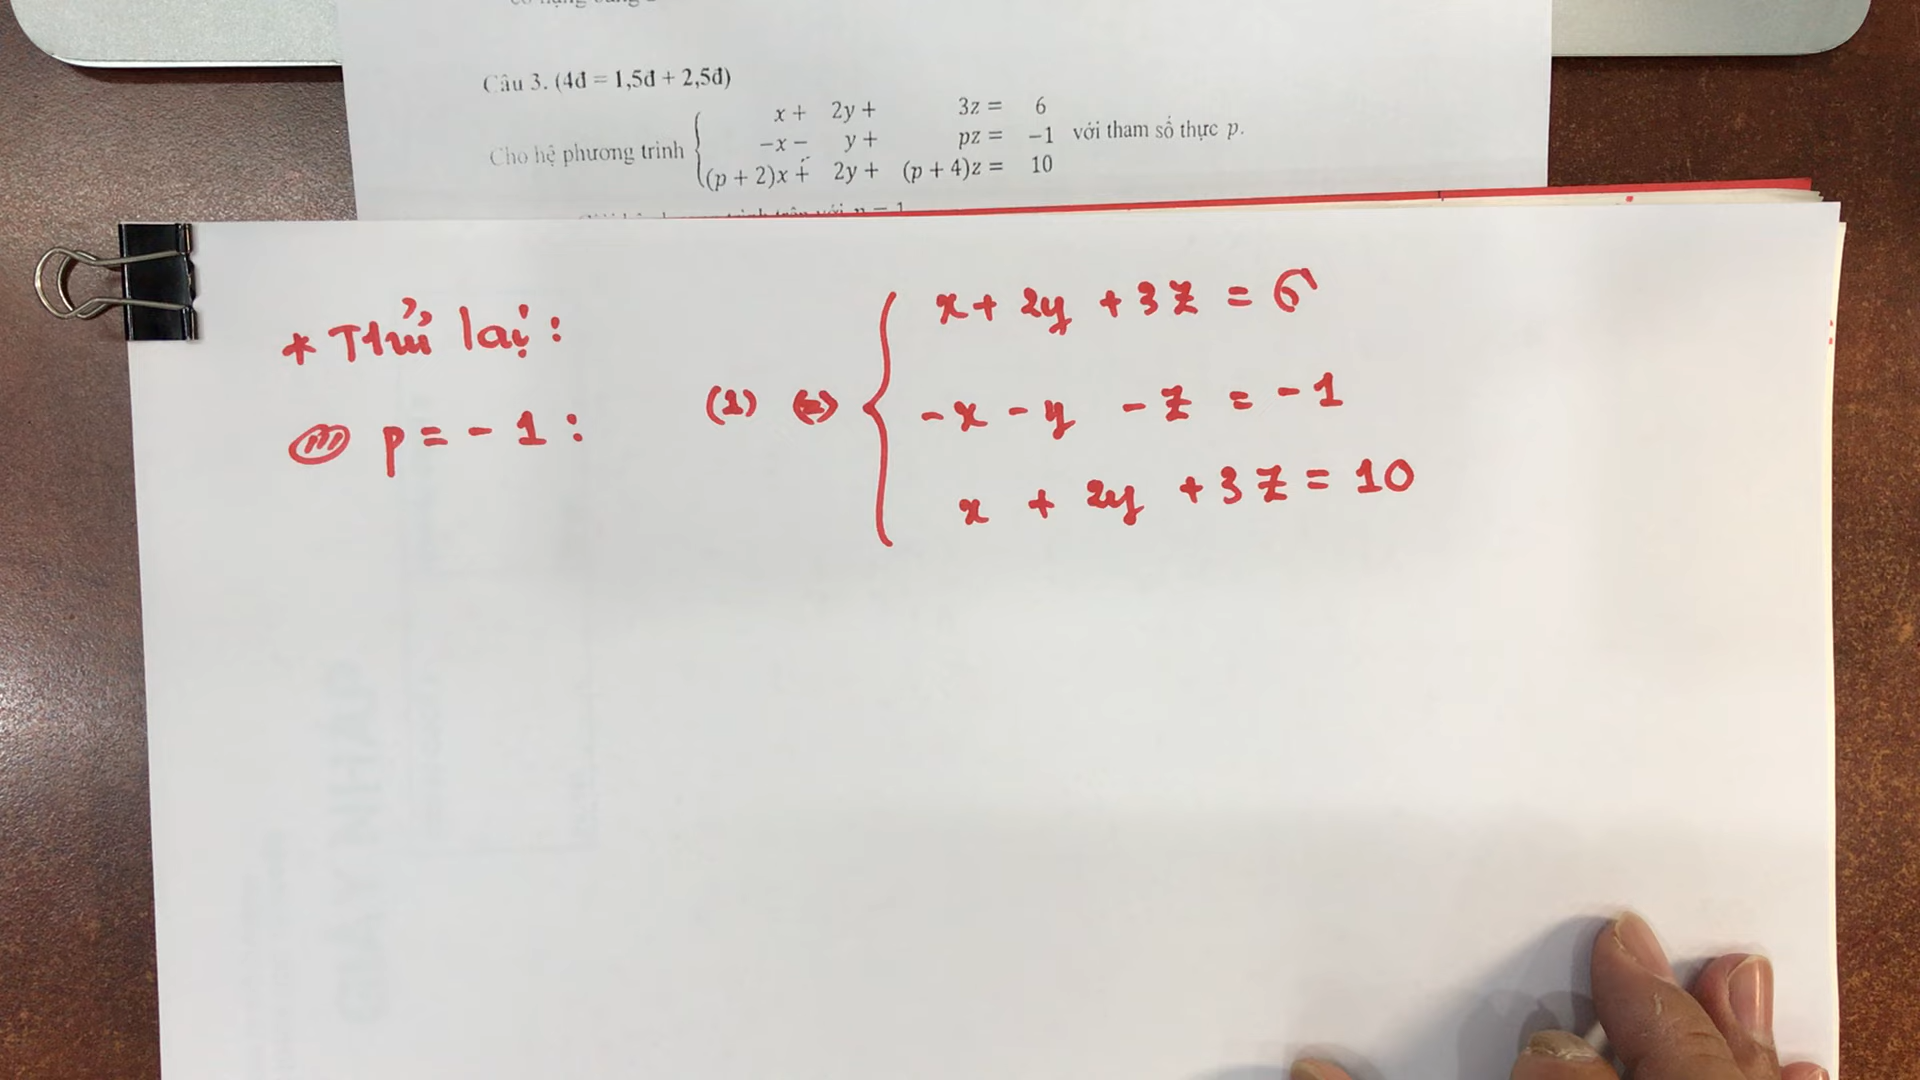 Câu 3. (4đ = 1,5đ + 2,5đ)
x + 2y + 3z = 6
Cho hệ phương trình -x - y + pz = -1 với tham số thực p.
(p + 2)x + 2y + (p + 4)z = 10
* Thử lại:
x + 2y + 3z = 6
(1) p = -1: (1) (=) -x - y - z = -1
x + 2y + 3z = 10